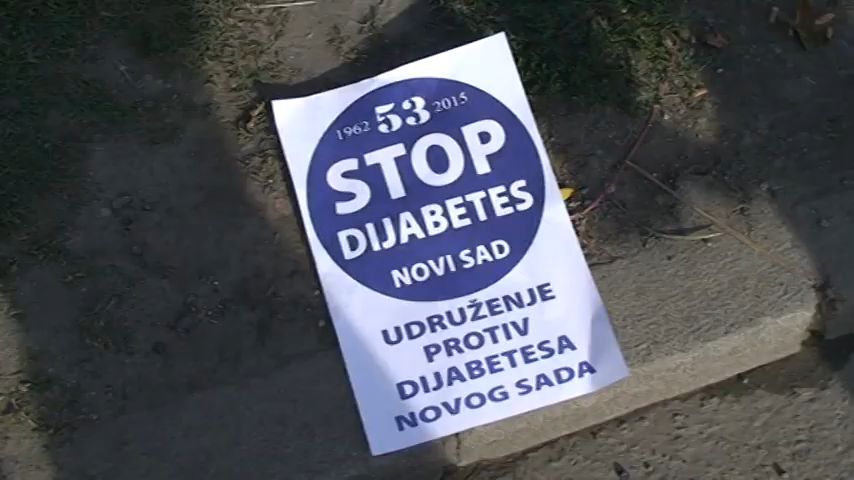 1962 53 2015
STOP
DIJABETES
NOVI SAD
UDRUŽENJE
PROTIV
DIJABETESA
NOVOG SADA